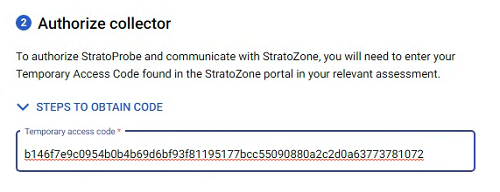 2 Authorize collector
To authorize StratoProbe and communicate with StratoZone, you will need to enter your
Temporary Access Code found in the StratoZone portal in your relevant assessment.
STEPS TO OBTAIN CODE
Temporary access code *
b146f7e9c0954b0b4b69d6bf93f81195177bcc55090880a2c2d0a63773781072